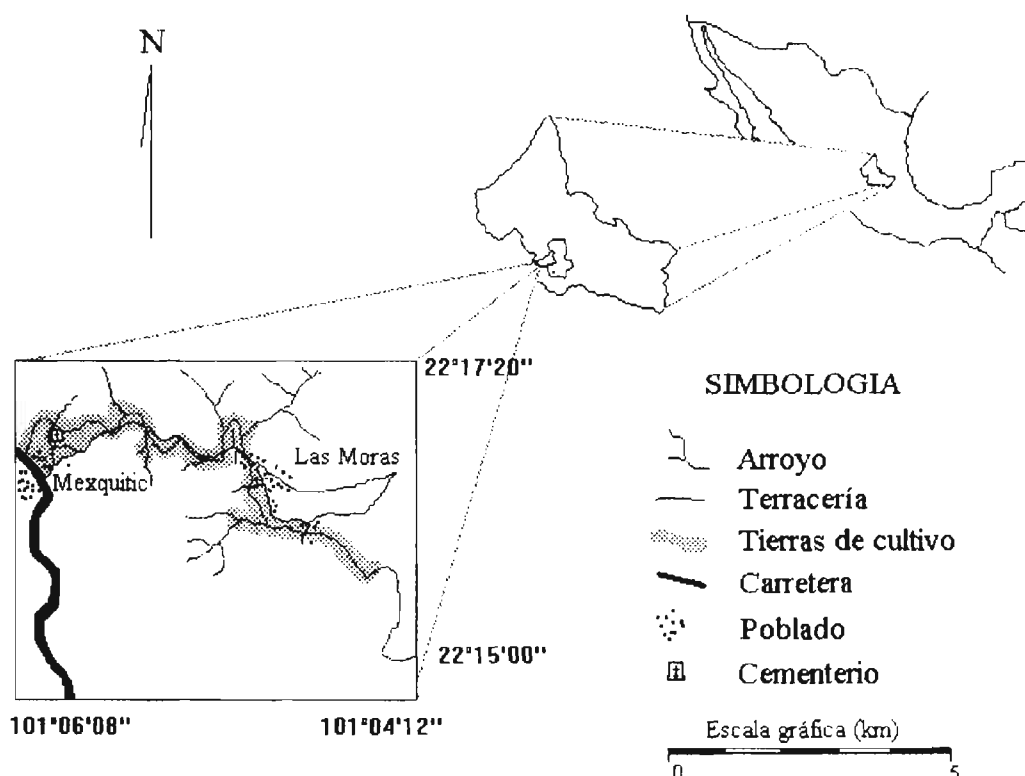 N
22°17'20"
SIMBOLOGIA
Las Moras
Mexquitic
Arroyo
Terracería
Tierras de cultivo
Carretera
Poblado
Cementerio
22°15'00"
101°06'08"
101°04'12"
Escala gráfica (km)
0 5